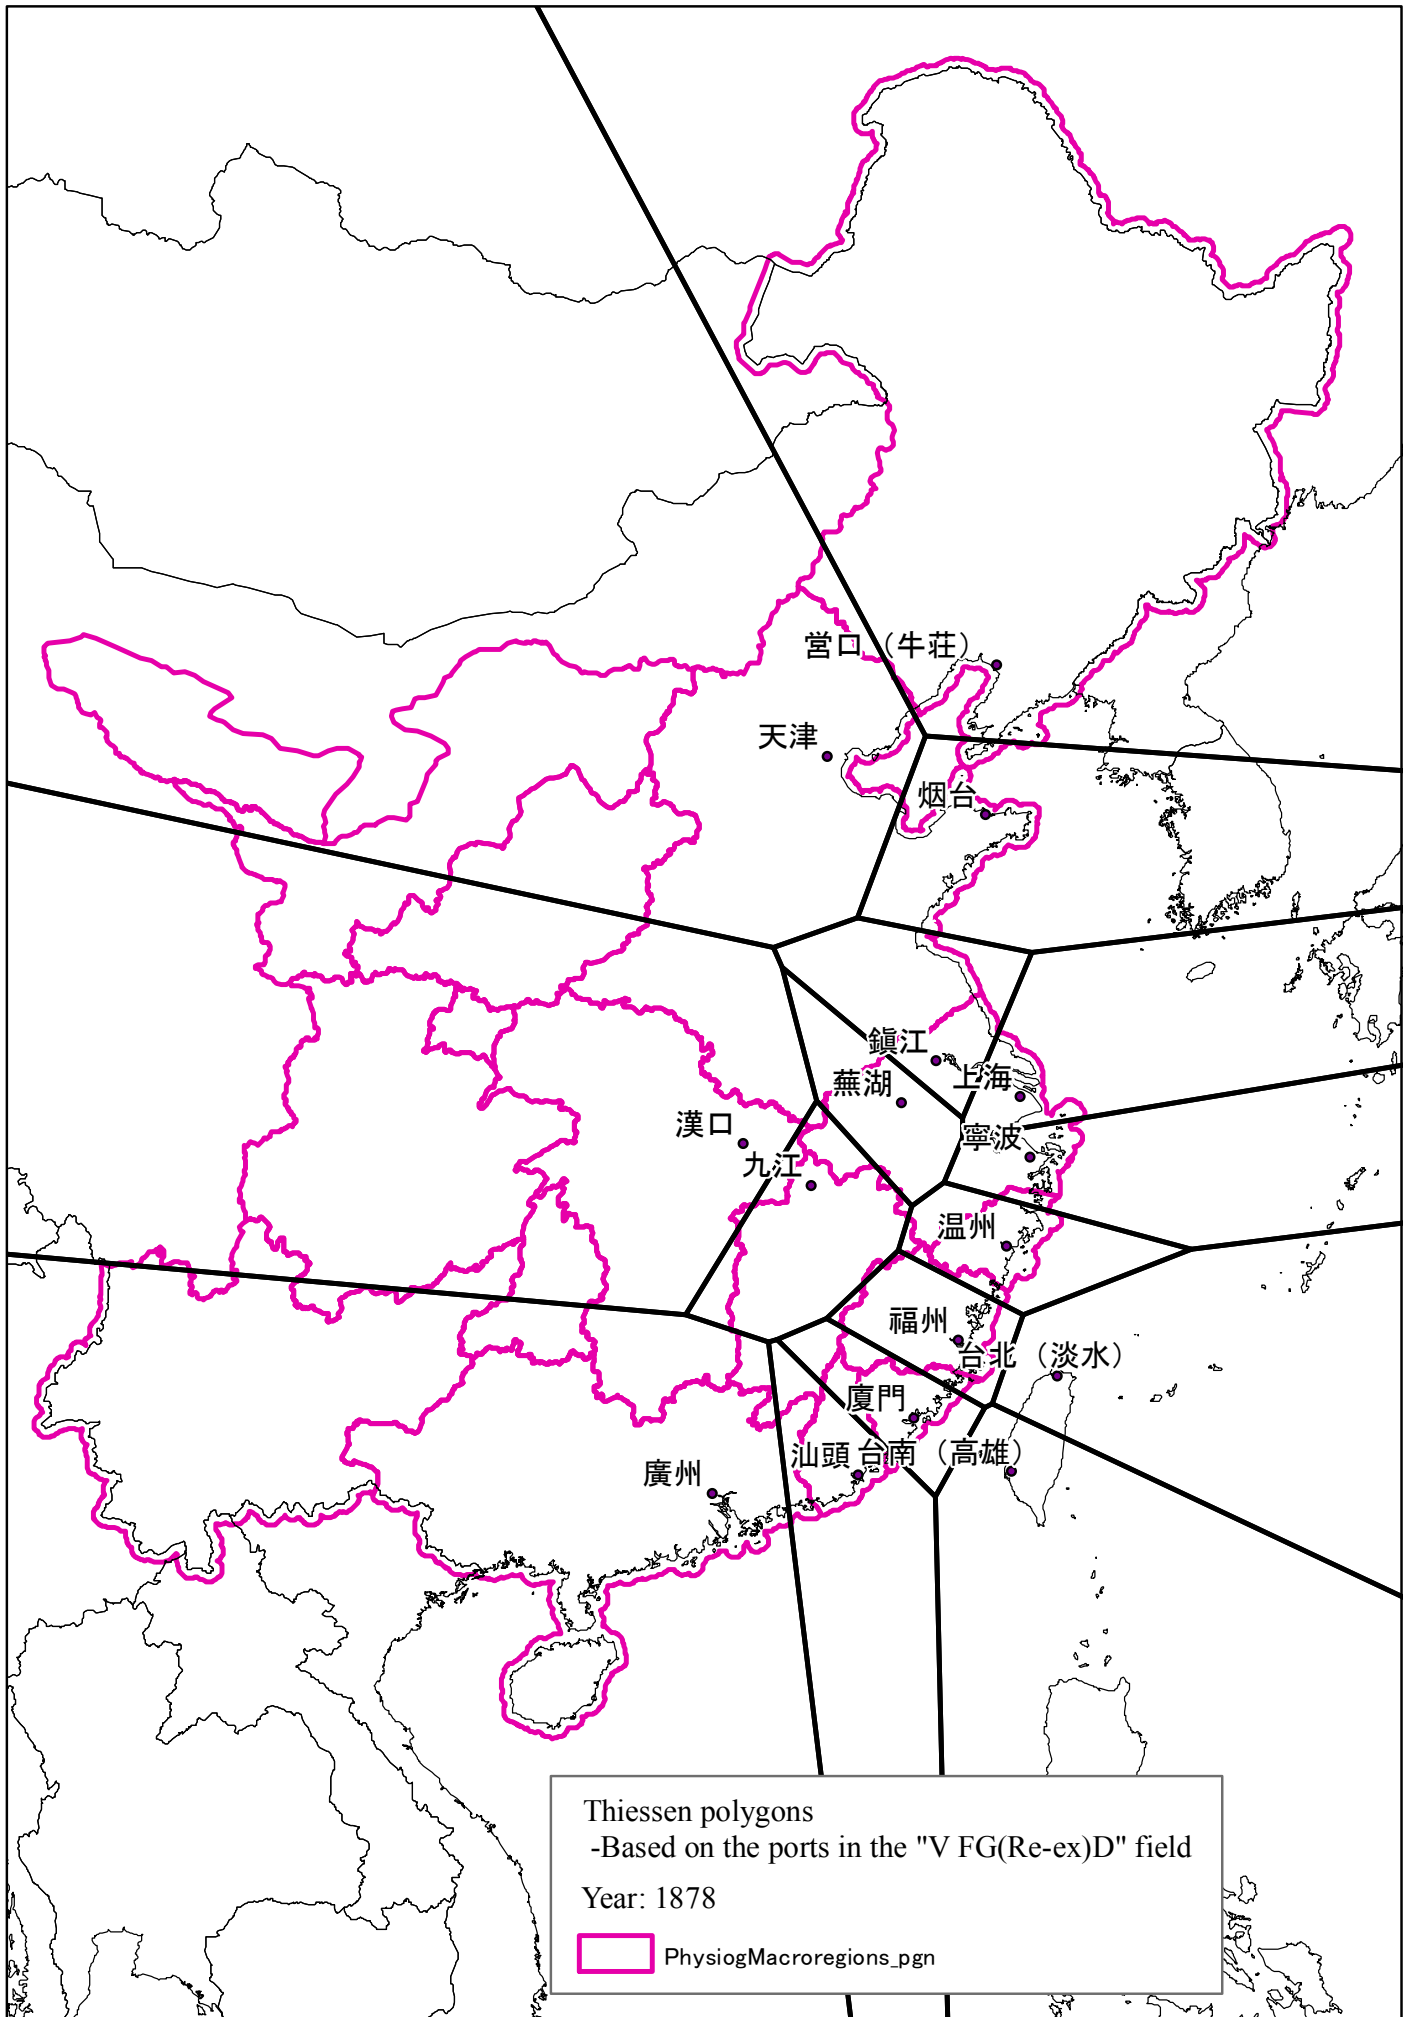 営口（牛荘）
天津
烟台
鎮江
上海
蕪湖
漢口
寧波
九江
温州
福州
台北（淡水）
廈門
汕頭
台南（高雄）
廣州
Thiessen polygons
-Based on the ports in the "V FG(Re-ex)D" field
Year: 1878
PhysiogMacroregions_pgn